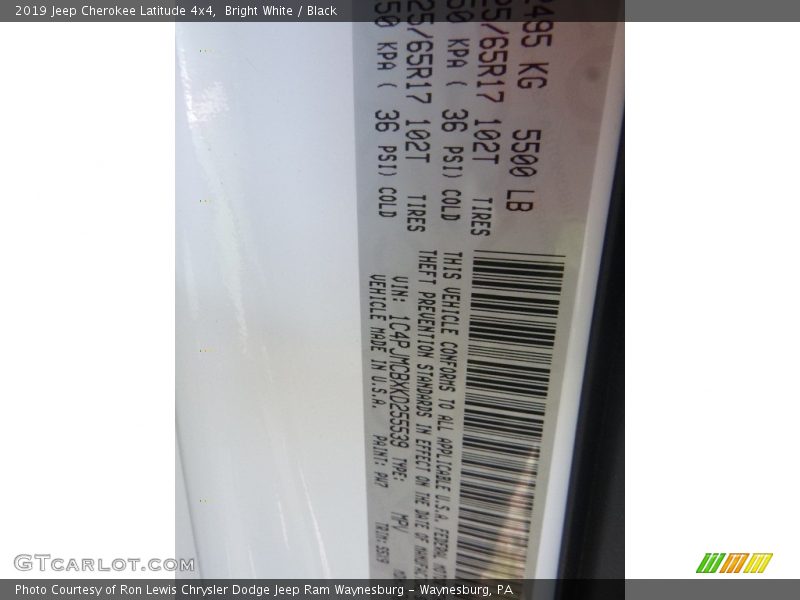 2019 Jeep Cherokee Latitude 4x4, Bright White / Black
2495 KG 5500 LB
25/65R17 102T TIRES
50 KPA ( 36 PSI) COLD
25/65R17 102T TIRES
50 KPA ( 36 PSI) COLD
THIS VEHICLE CONFORMS TO ALL APPLICABLE U.S.A. FEDERAL
THEFT PREVENTION STANDARDS IN EFFECT ON THE DATE OF
VIN: 1C4PJMCBXKD255539 TYPE: MPV
VEHICLE MADE IN U.S.A. PAINT: PW7 TRIM:
GTcarlot.com
Photo Courtesy of Ron Lewis Chrysler Dodge Jeep Ram Waynesburg – Waynesburg, PA